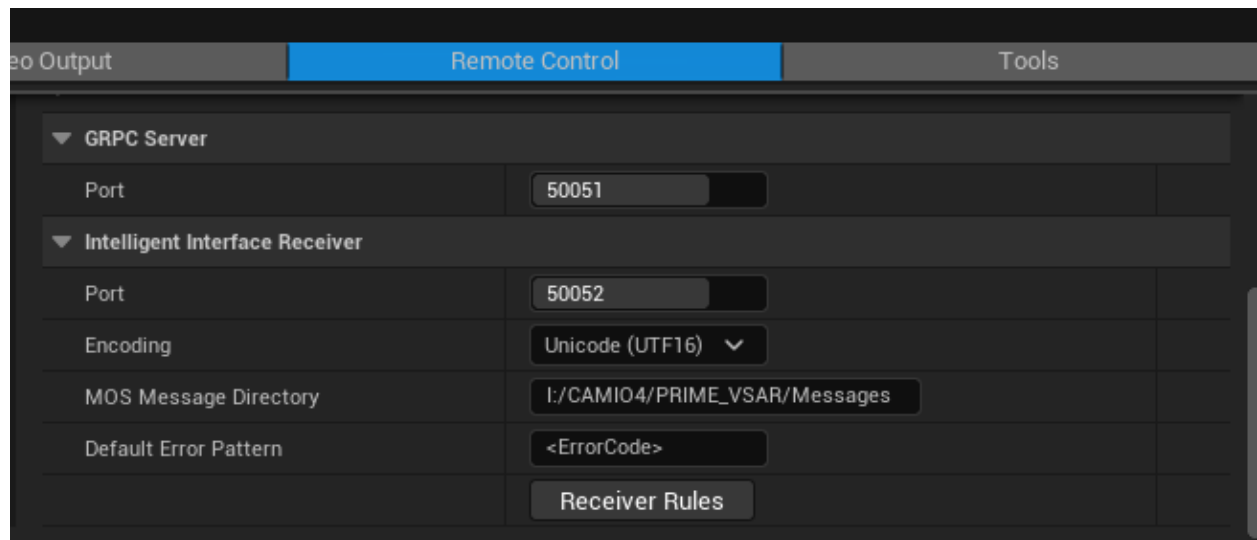 eo Output Remote Control Tools
GRPC Server
Port 50051
Intelligent Interface Receiver
Port 50052
Encoding Unicode (UTF16)
MOS Message Directory I:/CAMIO4/PRIME_VSAR/Messages
Default Error Pattern <ErrorCode>
Receiver Rules